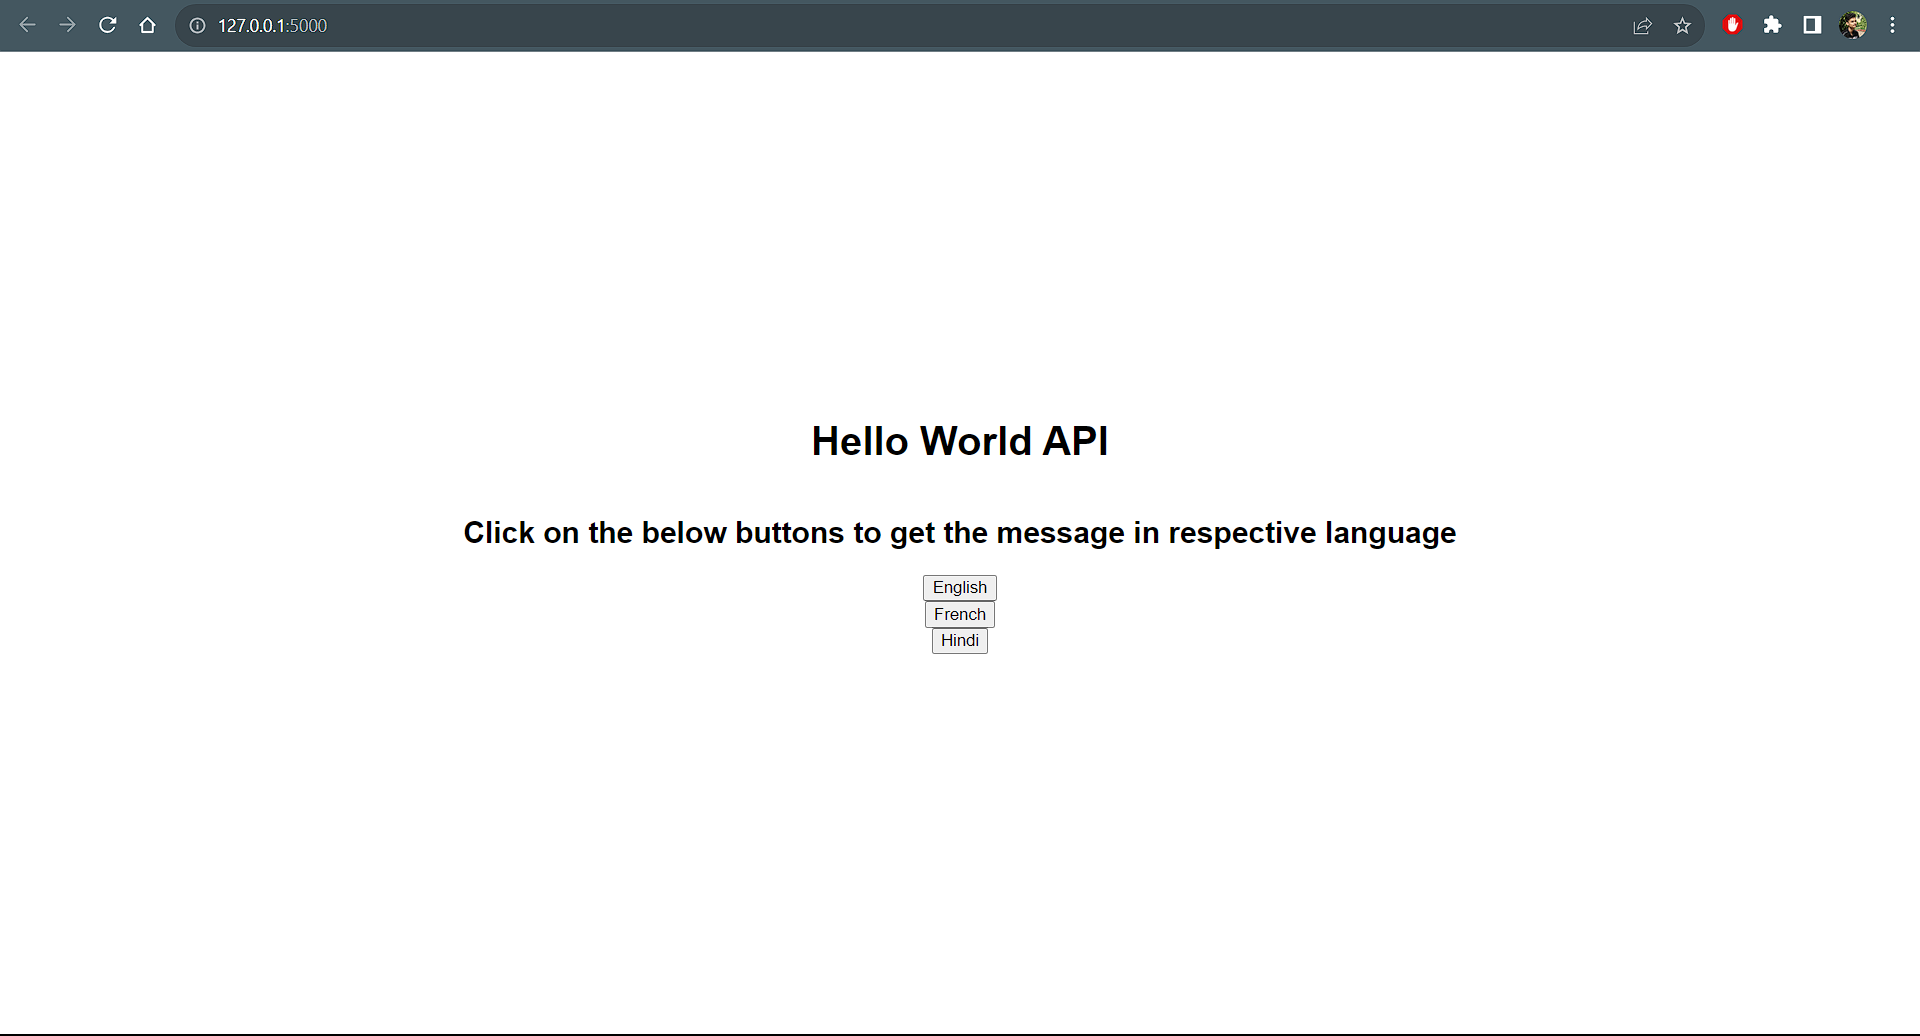 127.0.0.1:5000
Hello World API
Click on the below buttons to get the message in respective language
English
French
Hindi